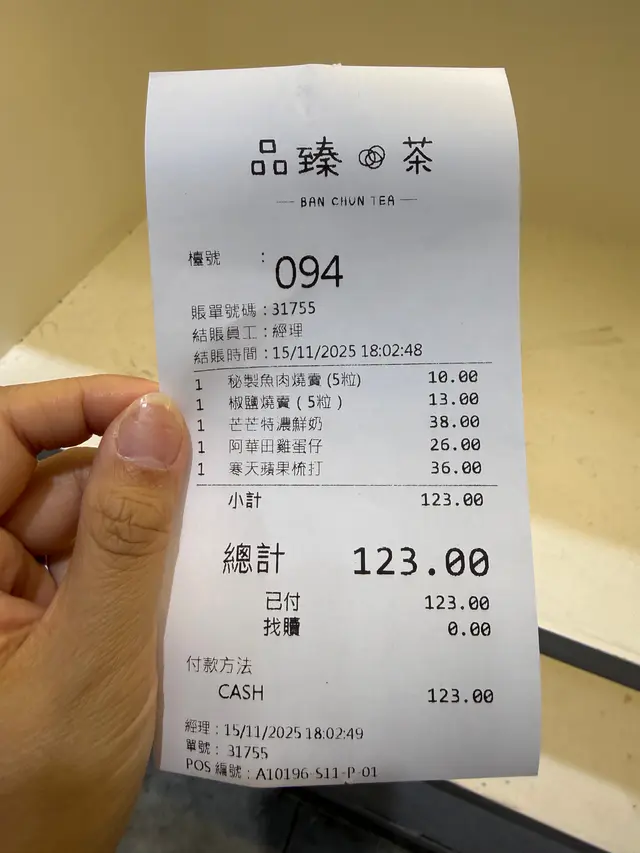 品臻茶
BAN CHUN TEA
檯號 : 094
賬單號碼 : 31755
結賬員工 : 經理
結賬時間 : 15/11/2025 18:02:48
1 秘製魚肉燒賣 (5粒) 10.00
1 椒鹽燒賣 ( 5粒 ) 13.00
1 芒芒特濃鮮奶 38.00
1 阿華田雞蛋仔 26.00
1 寒天蘋果梳打 36.00
小計 123.00
總計 123.00
已付 123.00
找贖 0.00
付款方法
CASH 123.00
經理 : 15/11/2025 18:02:49
單號 : 31755
POS 編號 : A10196-S11-P-01